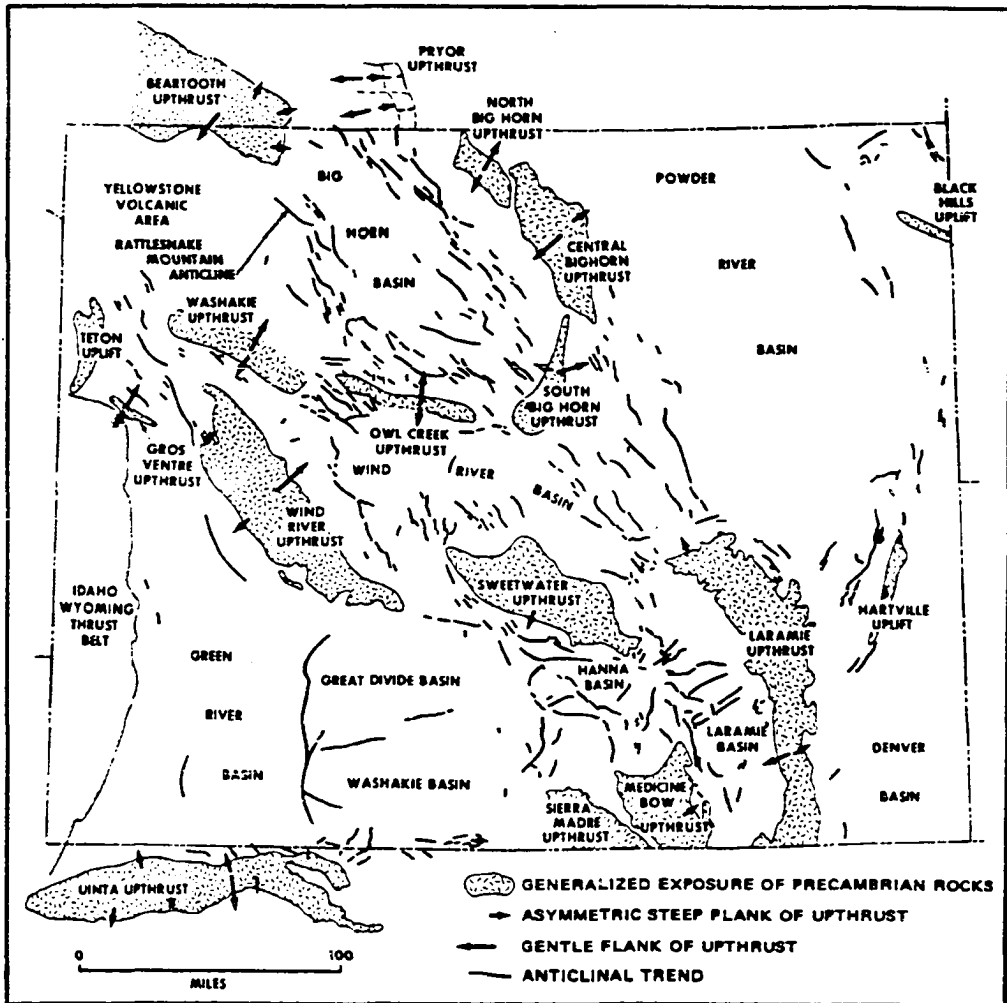 PRYOR
UPTHRUST
BEARTOOTH
UPTHRUST
NORTH
BIG HORN
UPTHRUST
BIG
POWDER
YELLOWSTONE
VOLCANIC
AREA
BLACK
HILLS
UPLIFT
RATTLESNAKE
MOUNTAIN
ANTICLINE
HORN
CENTRAL
BIGHORN
UPTHRUST
RIVER
BASIN
WASHAKIE
UPTHRUST
TETON
UPLIFT
BASIN
SOUTH
BIG HORN
UPTHRUST
OWL CREEK
UPTHRUST
GROS
VENTRE
UPTHRUST
WIND
RIVER
BASIN
WIND
RIVER
UPTHRUST
IDAHO
WYOMING
THRUST
BELT
SWEETWATER
UPTHRUST
HARTVILLE
UPLIFT
LARAMIE
UPTHRUST
GREEN
HANNA
BASIN
GREAT DIVIDE BASIN
RIVER
LARAMIE
BASIN
DENVER
BASIN
WASHAKIE BASIN
MEDICINE
BOW
UPTHRUST
BASIN
SIERRA
MADRE
UPTHRUST
UINTA UPTHRUST
GENERALIZED EXPOSURE OF PRECAMBRIAN ROCKS
ASYMMETRIC STEEP PLANK OF UPTHRUST
GENTLE FLANK OF UPTHRUST
ANTICLINAL TREND
0 100
MILES